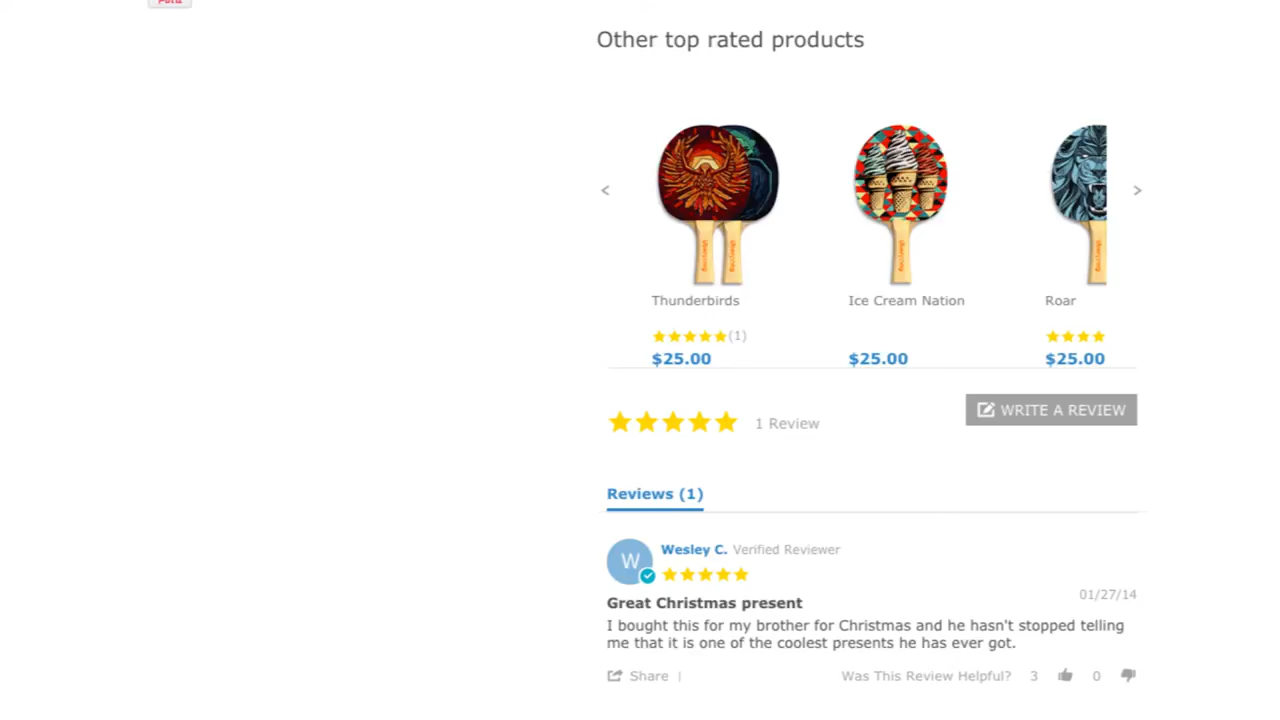 Other top rated products
<
>
Thunderbirds
Ice Cream Nation
Roar
(1)
$25.00
$25.00
$25.00
1 Review
WRITE A REVIEW
Reviews (1)
W
Wesley C. Verified Reviewer
01/27/14
Great Christmas present
I bought this for my brother for Christmas and he hasn't stopped telling
me that it is one of the coolest presents he has ever got.
Share |
Was This Review Helpful? 3 0